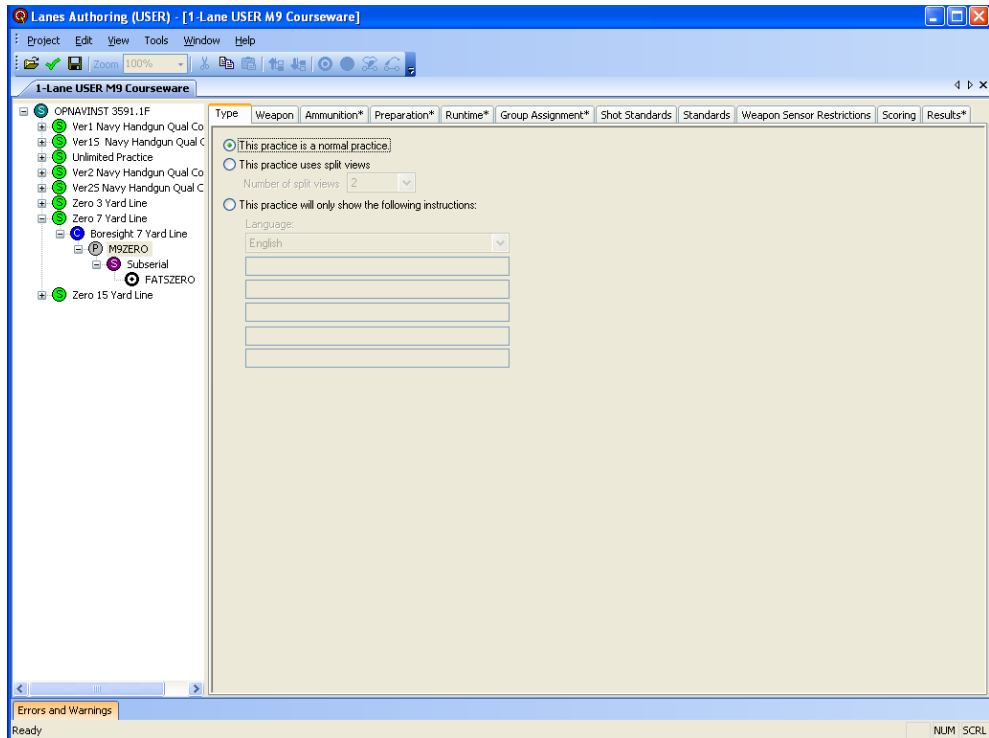 Lanes Authoring (USER) - [1-Lane USER M9 Courseware]
Project Edit View Tools Window Help
Zoom 100%
1-Lane USER M9 Courseware
OPNAVINST 3591.1F
Ver1 Navy Handgun Qual Co
Ver1S Navy Handgun Qual C
Unlimited Practice
Ver2 Navy Handgun Qual Co
Ver2S Navy Handgun Qual C
Zero 3 Yard Line
Zero 7 Yard Line
Boresight 7 Yard Line
M9ZERO
Subserial
FATSZERO
Zero 15 Yard Line
Type Weapon Ammunition* Preparation* Runtime* Group Assignment* Shot Standards Standards Weapon Sensor Restrictions Scoring Results*
This practice is a normal practice.
This practice uses split views
Number of split views 2
This practice will only show the following instructions:
Language:
English
Errors and Warnings
Ready NUM SCRL